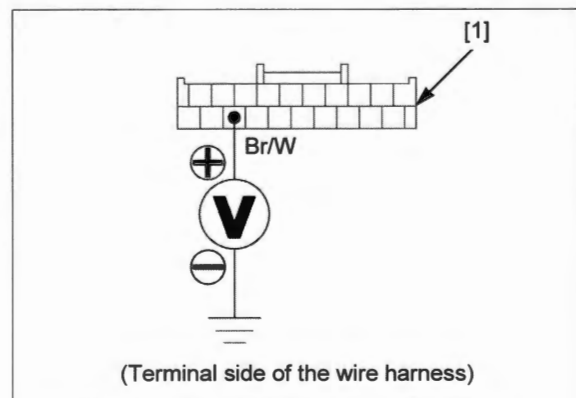 [1]
Br/W
+
V
−
(Terminal side of the wire harness)